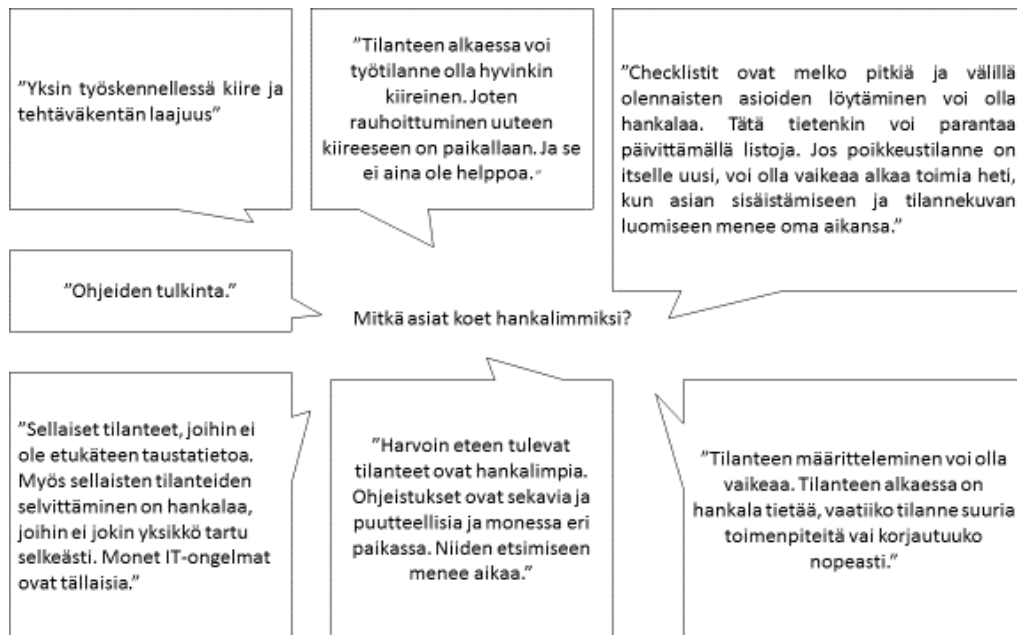 ”Yksin työskennellessä kiire ja
tehtäväkentän laajuus”
”Tilanteen alkaessa voi
työtilanne olla hyvinkin
kiireinen. Joten
rauhoittuminen uuteen
kiireeseen on paikallaan. Ja se
ei aina ole helppoa.”
”Checklistit ovat melko pitkiä ja välillä
olennaisten asioiden löytäminen voi olla
hankalaa. Tätä tietenkin voi parantaa
päivittämällä listoja. Jos poikkeustilanne on
itselle uusi, voi olla vaikeaa alkaa toimia heti,
kun asian sisäistämiseen ja tilannekuvan
luomiseen menee oma aikansa.”
”Ohjeiden tulkinta.”
Mitkä asiat koet hankalimmiksi?
”Sellaiset tilanteet, joihin ei
ole etukäteen taustatietoa.
Myös sellaisten tilanteiden
selvittäminen on hankalaa,
joihin ei jokin yksikkö tartu
selkeästi. Monet IT-ongelmat
ovat tällaisia.”
”Harvoin eteen tulevat
tilanteet ovat hankalimpia.
Ohjeistukset ovat sekavia ja
puutteellisia ja monessa eri
paikassa. Niiden etsimiseen
menee aikaa.”
”Tilanteen määritteleminen voi olla
vaikeaa. Tilanteen alkaessa on
hankala tietää, vaatiiko tilanne suuria
toimenpiteitä vai korjautuuko
nopeasti.”